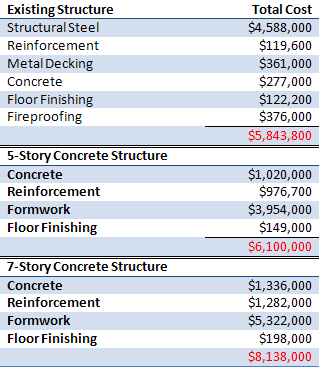 Existing Structure Total Cost
Structural Steel $4,588,000
Reinforcement $119,600
Metal Decking $361,000
Concrete $277,000
Floor Finishing $122,200
Fireproofing $376,000
$5,843,800
5-Story Concrete Structure
Concrete $1,020,000
Reinforcement $976,700
Formwork $3,954,000
Floor Finishing $149,000
$6,100,000
7-Story Concrete Structure
Concrete $1,336,000
Reinforcement $1,282,000
Formwork $5,322,000
Floor Finishing $198,000
$8,138,000